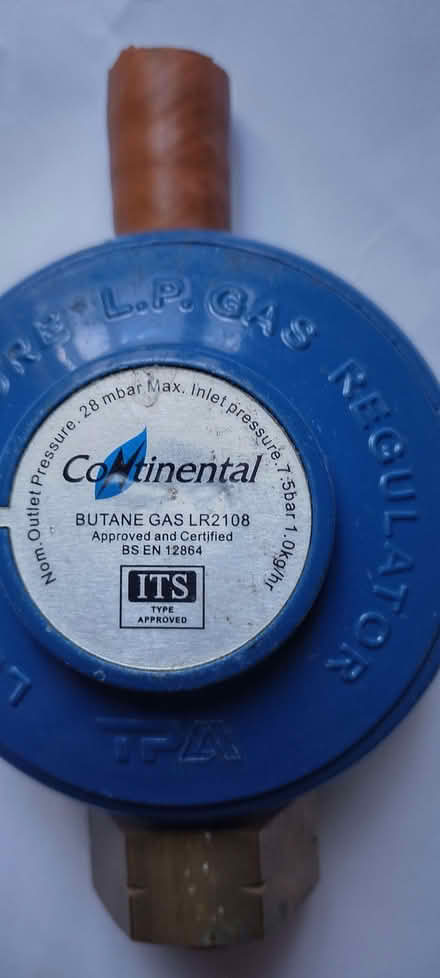 L.P. GAS REGULATOR
Nom.Outlet Pressure. 28 mbar Max. Inlet pressure.7.5bar 1.0kg/hr
Continental
BUTANE GAS LR2108
Approved and Certified
BS EN 12864
ITS
TYPE
APPROVED
TPA